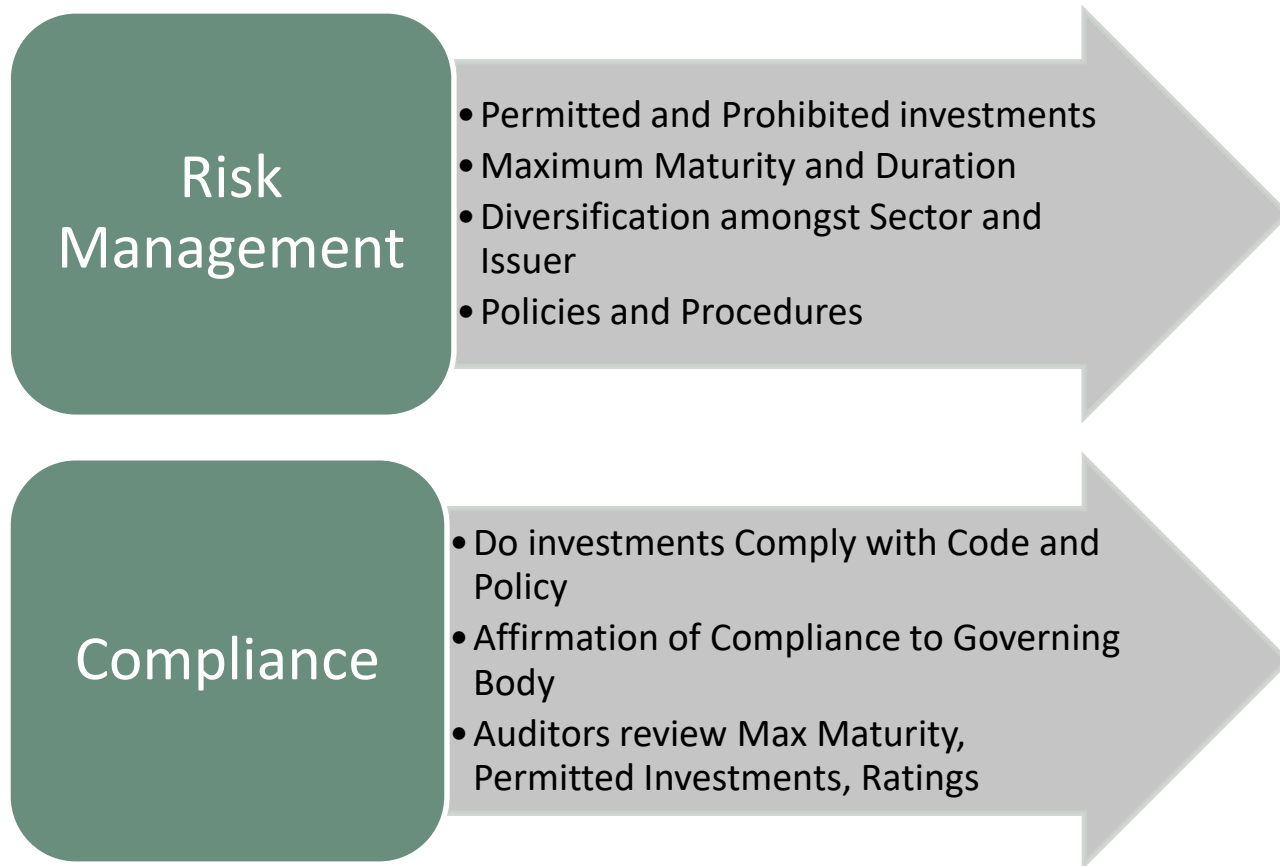 Risk
Management
• Permitted and Prohibited investments
• Maximum Maturity and Duration
• Diversification amongst Sector and
Issuer
• Policies and Procedures
Compliance
• Do investments Comply with Code and
Policy
• Affirmation of Compliance to Governing
Body
• Auditors review Max Maturity,
Permitted Investments, Ratings